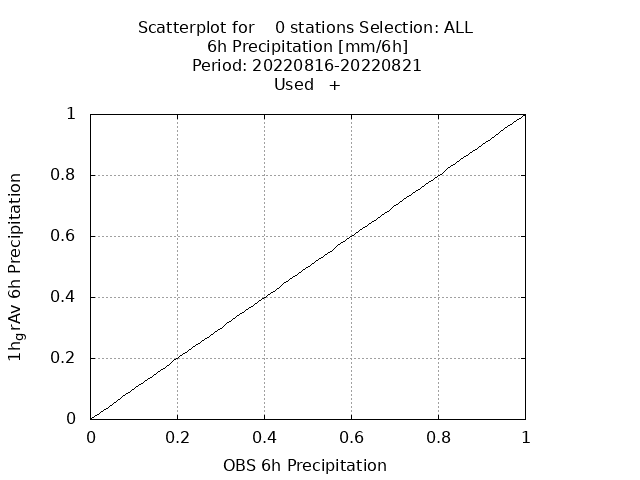 Scatterplot for    0 stations Selection: ALL
6h Precipitation [mm/6h]
Period: 20220816-20220821
Used   +
1
0.8
0.6
0.4
0.2
0
0 0.2 0.4 0.6 0.8 1
1hgrAv 6h Precipitation
OBS 6h Precipitation